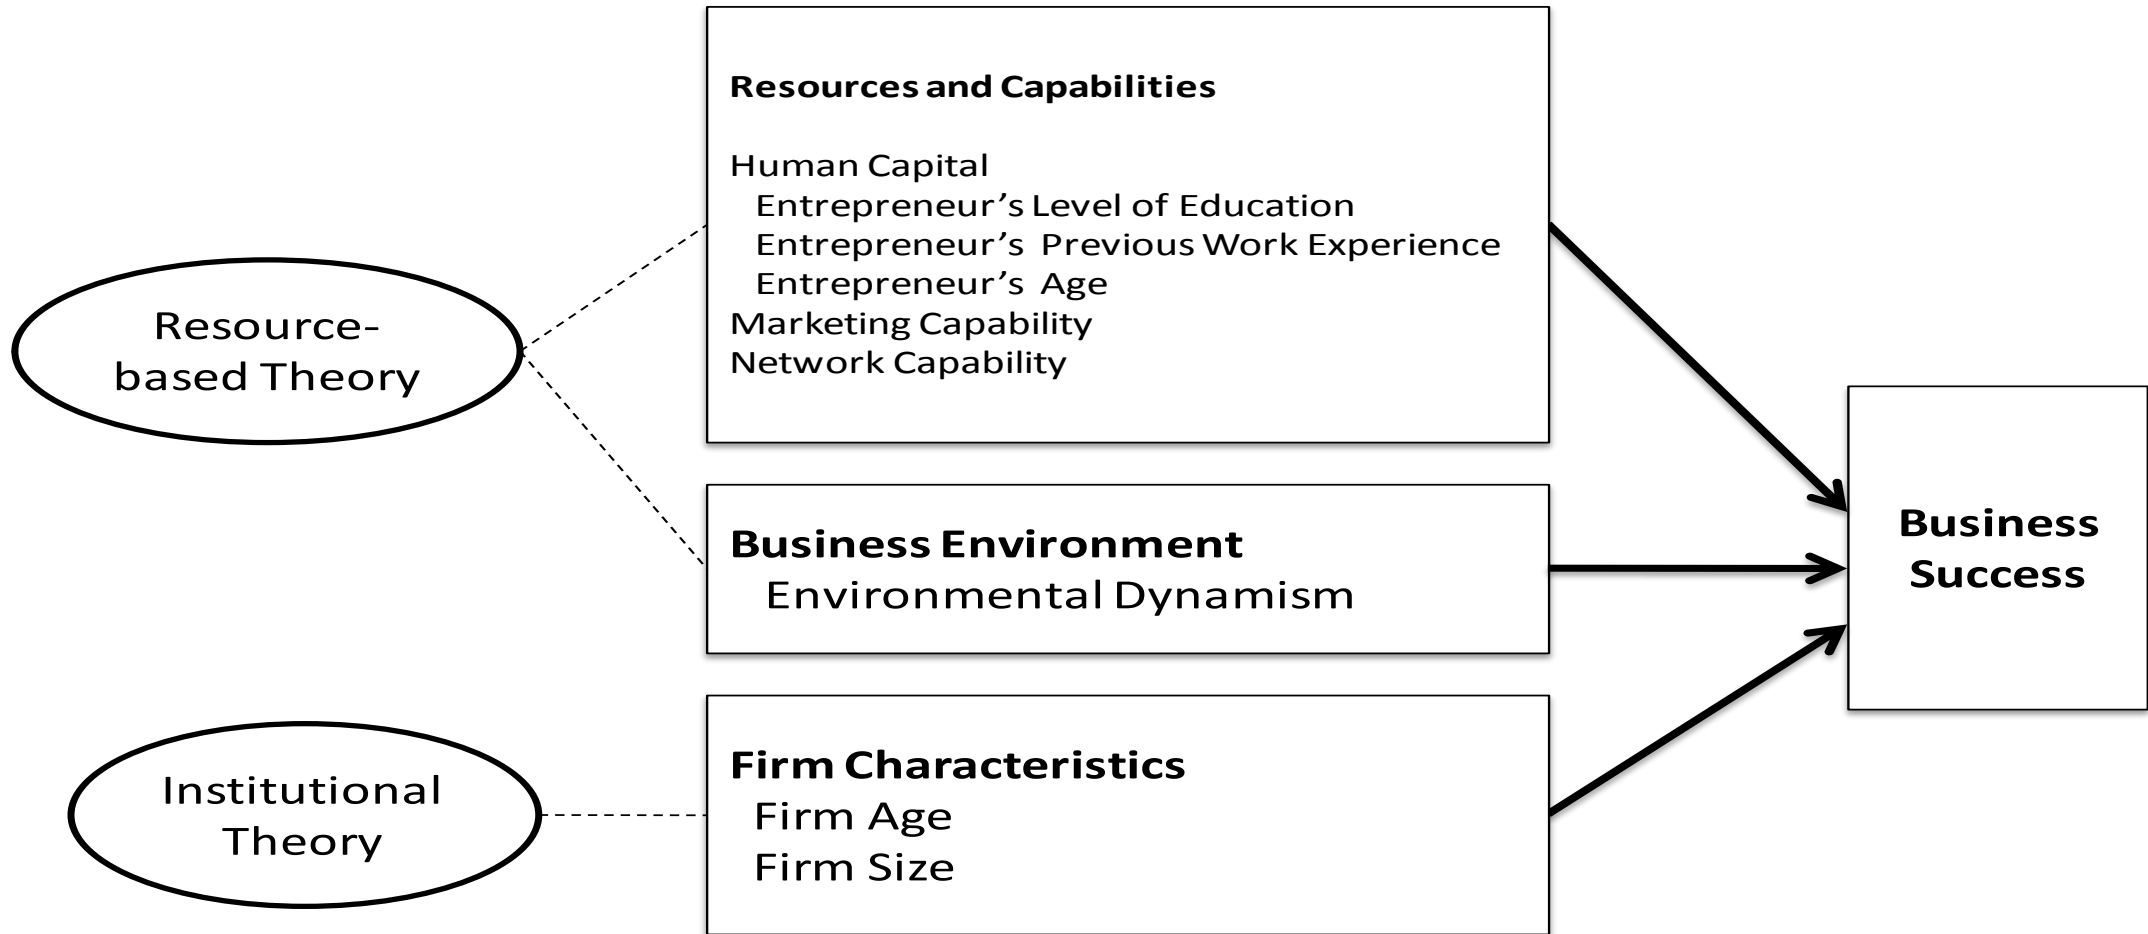 Resource-
based Theory
Institutional
Theory
Resources and Capabilities
Human Capital
Entrepreneur’s Level of Education
Entrepreneur’s Previous Work Experience
Entrepreneur’s Age
Marketing Capability
Network Capability
Business Environment
Environmental Dynamism
Firm Characteristics
Firm Age
Firm Size
Business
Success